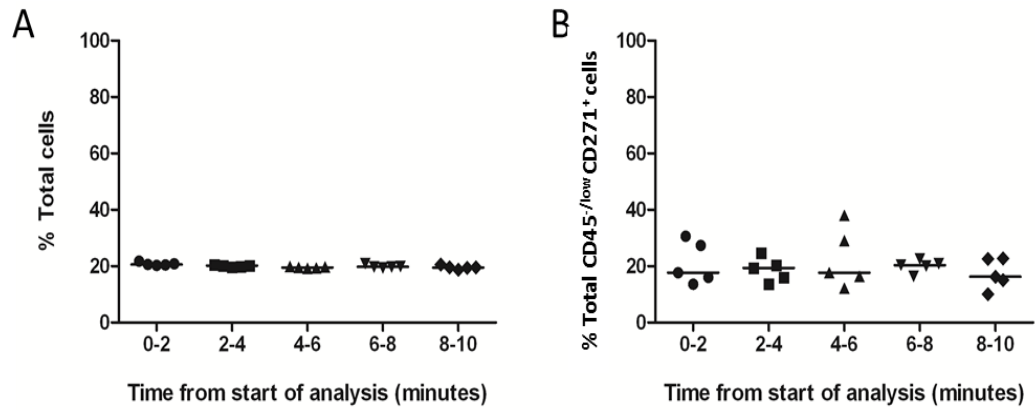 A
% Total cells
100
80
60
40
20
0
0-2 2-4 4-6 6-8 8-10
Time from start of analysis (minutes)
B
% Total CD45-/lowCD271+ cells
100
80
60
40
20
0
0-2 2-4 4-6 6-8 8-10
Time from start of analysis (minutes)